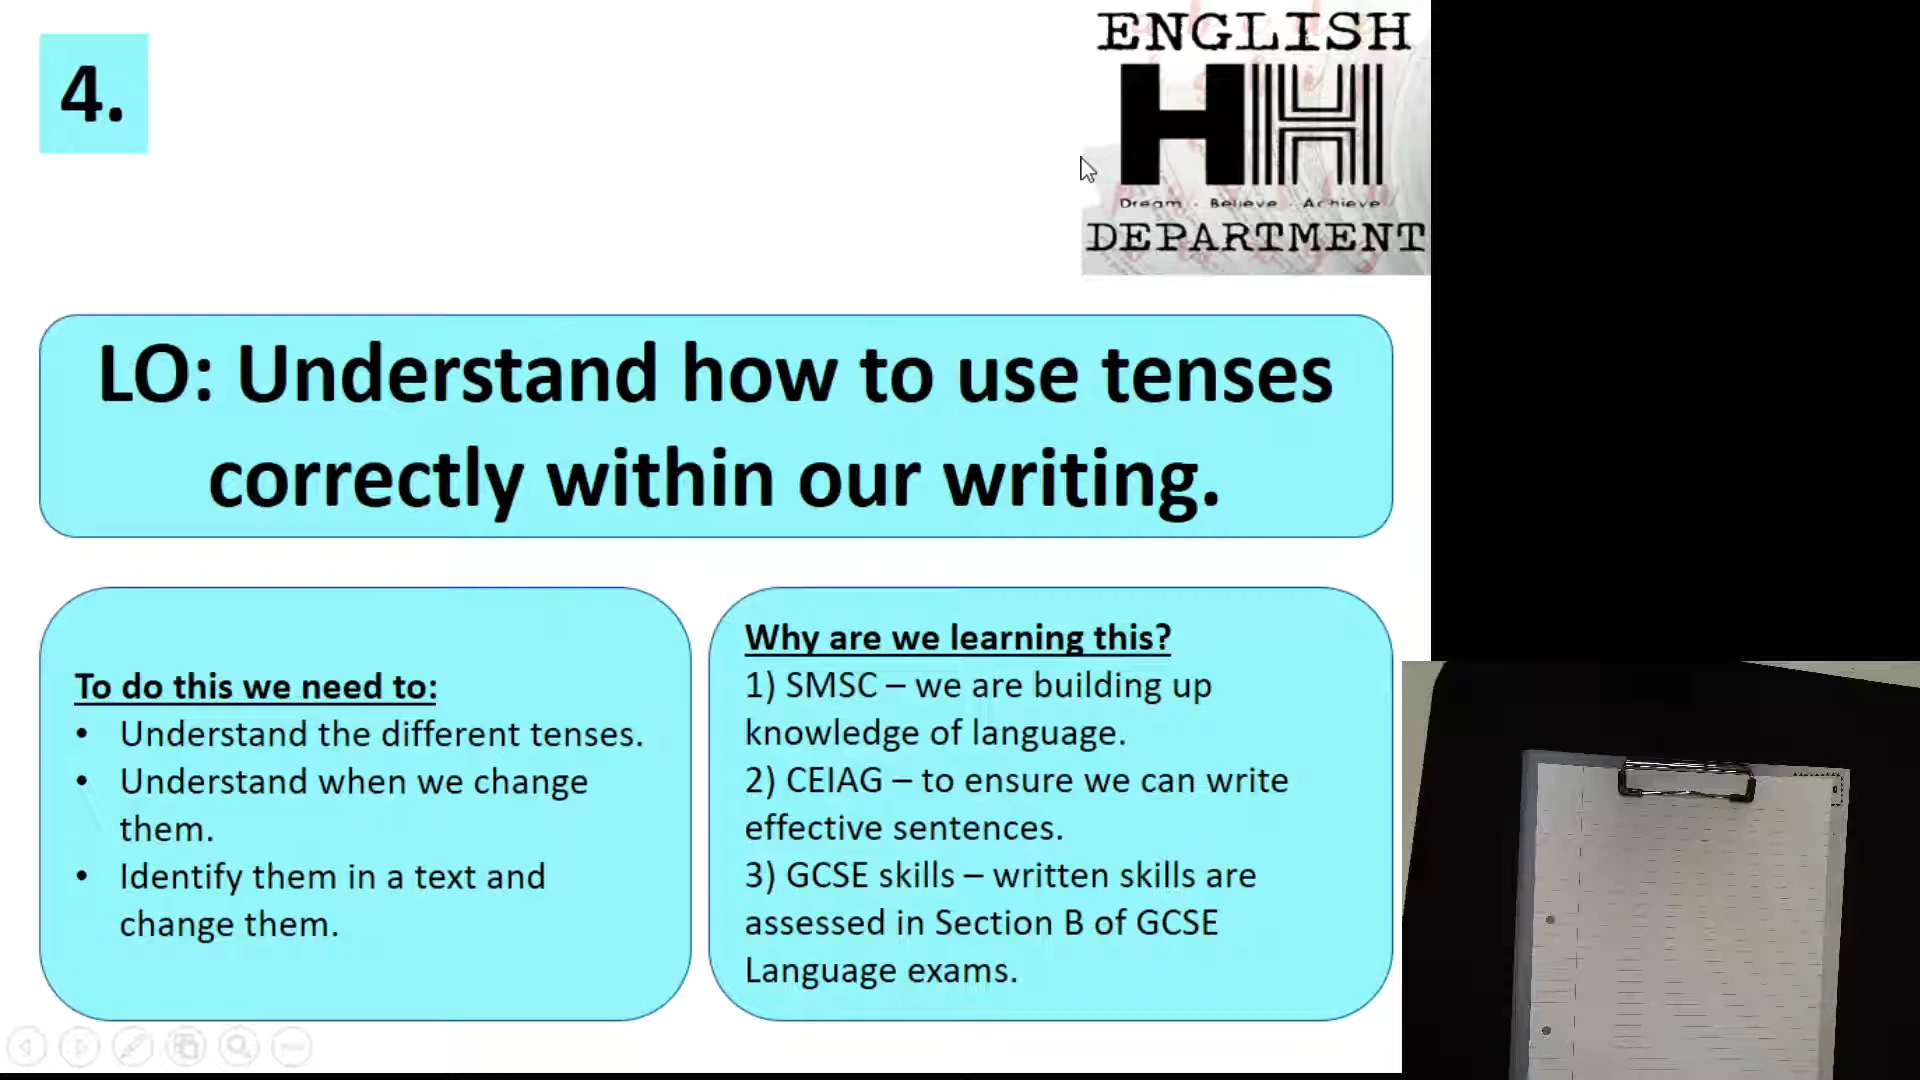 4.
ENGLISH
HH
Dream · Believe · Achieve
DEPARTMENT
LO: Understand how to use tenses
correctly within our writing.
To do this we need to:
• Understand the different tenses.
• Understand when we change
them.
• Identify them in a text and
change them.
Why are we learning this?
1) SMSC – we are building up
knowledge of language.
2) CEIAG – to ensure we can write
effective sentences.
3) GCSE skills – written skills are
assessed in Section B of GCSE
Language exams.